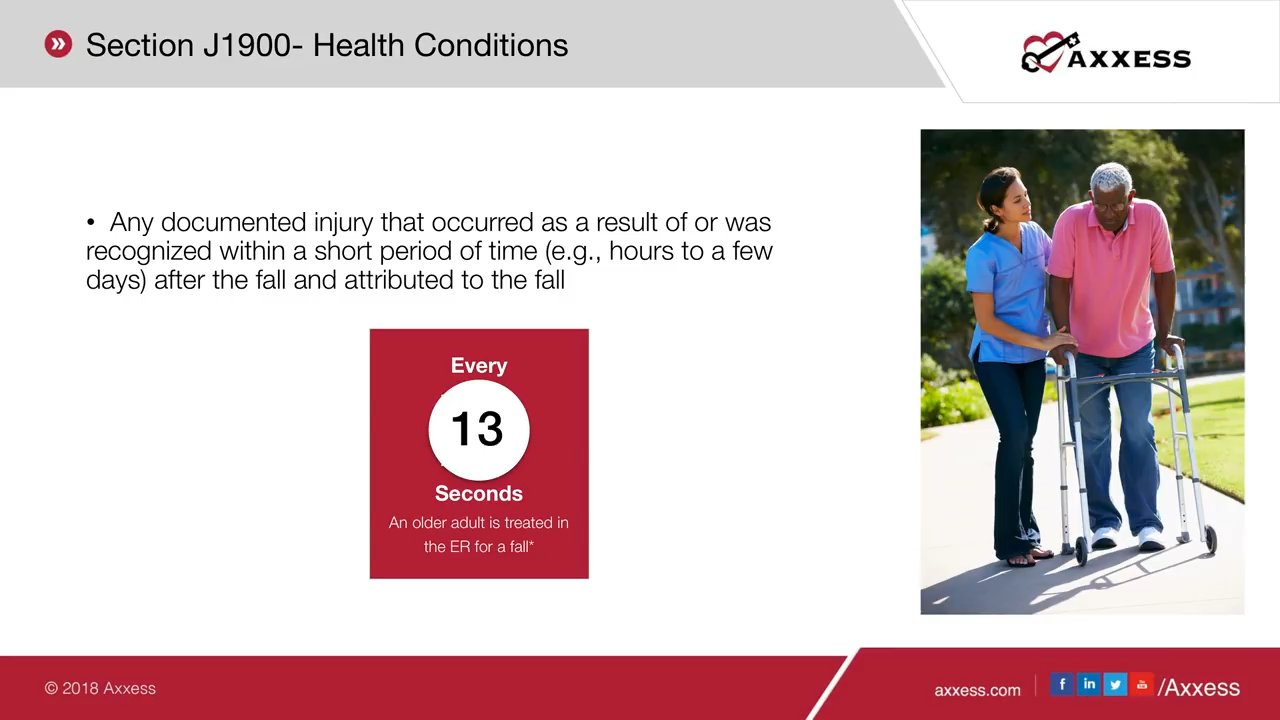 Section J1900- Health Conditions
AXXESS
• Any documented injury that occurred as a result of or was
recognized within a short period of time (e.g., hours to a few
days) after the fall and attributed to the fall
Every
13
Seconds
An older adult is treated in
the ER for a fall*
© 2018 Axxess
axxess.com
/Axxess